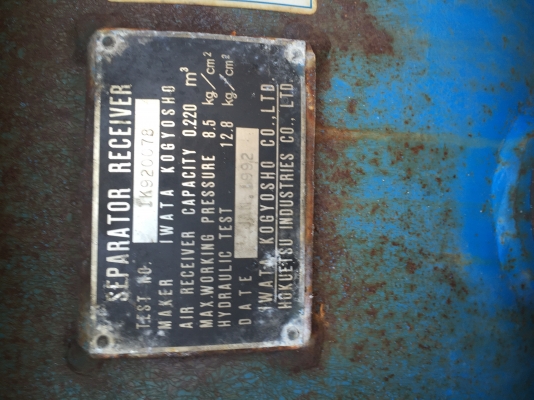 SEPARATOR RECEIVER
TEST NO.
MAKER IWATA KOGYOSHO
AIR RECEIVER CAPACITY 0.220 m³
MAX.WORKING PRESSURE 8.5 kg/cm²
HYDRAULIC TEST 12.8 kg/cm²
DATE JAN. 1992
IWATA KOGYOSHO CO.,LTD
HOKUETSU INDUSTRIES CO., LTD